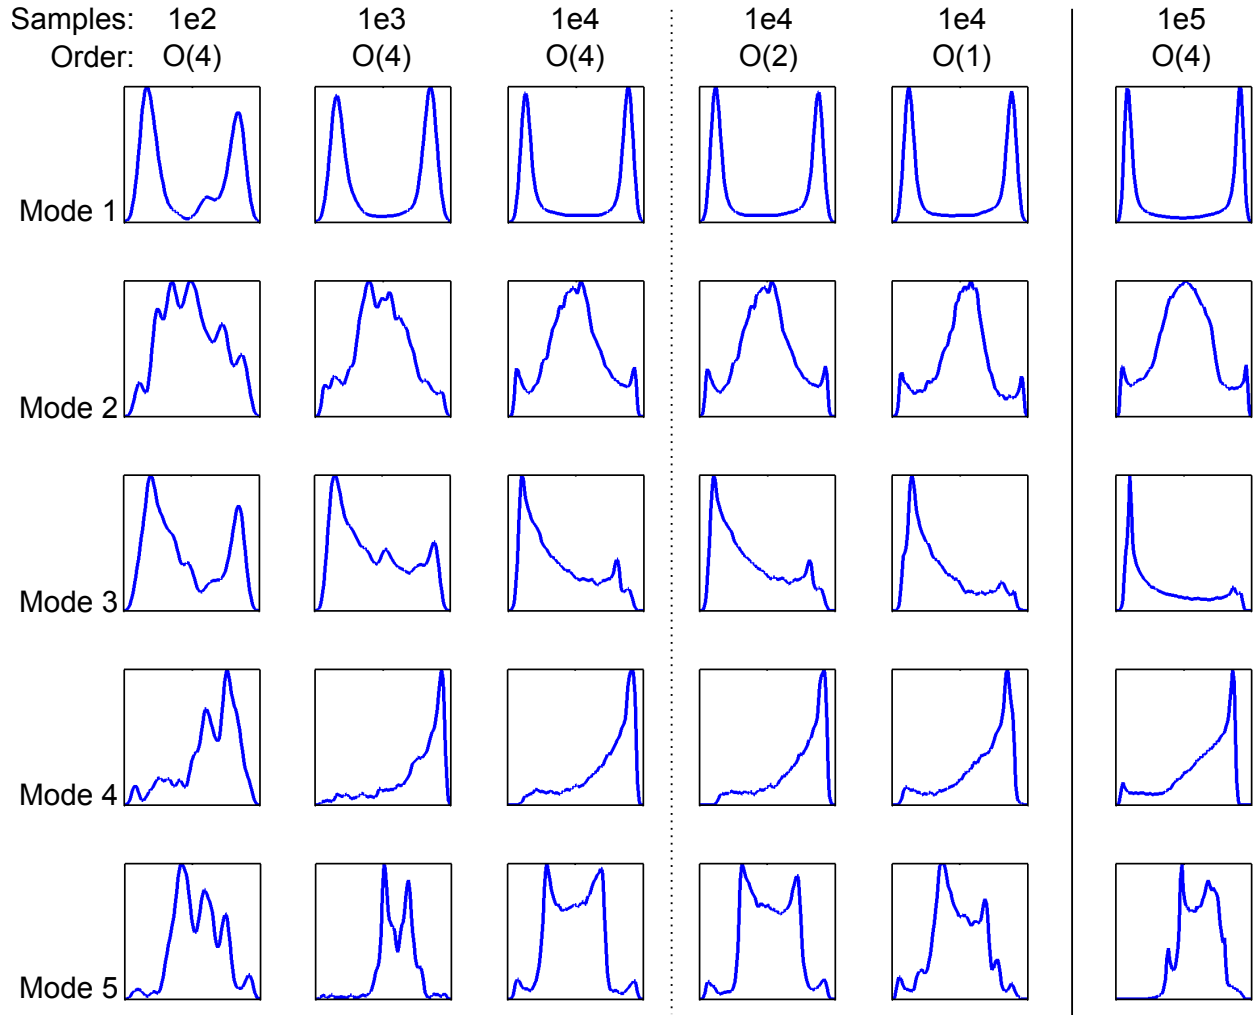 Samples: 1e2 1e3 1e4 1e4 1e4 1e5
Order: O(4) O(4) O(4) O(2) O(1) O(4)
Mode 1
Mode 2
Mode 3
Mode 4
Mode 5